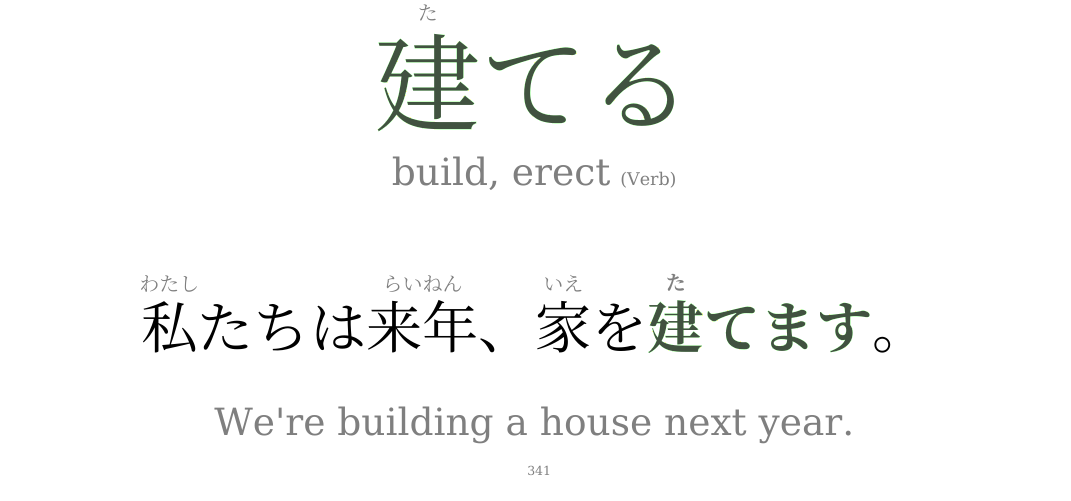 た
建てる
build, erect (Verb)
わたし らいねん いえ た
私たちは来年、家を建てます。
We're building a house next year.
341